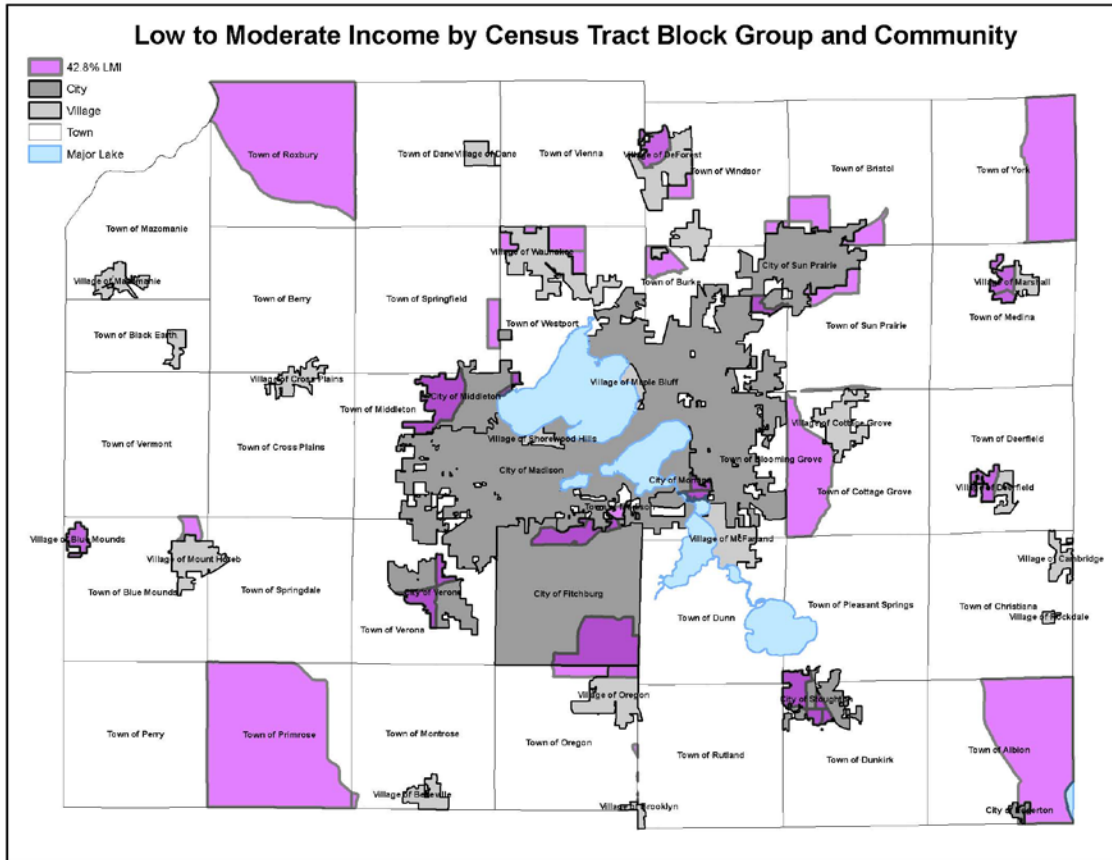 Low to Moderate Income by Census Tract Block Group and Community
42.8% LMI
City
Village
Town
Major Lake
Town of Roxbury
Town of Dane
Village of Dane
Town of Vienna
Village of DeForest
Town of Windsor
Town of Bristol
Town of York
Town of Mazomanie
Village of Mazomanie
Town of Berry
Town of Springfield
Village of Waunakee
Town of Westport
Town of Burke
City of Sun Prairie
Town of Sun Prairie
Village of Marshall
Town of Medina
Town of Black Earth
Village of Cross Plains
Town of Middleton
City of Middleton
Village of Maple Bluff
Village of Cottage Grove
Town of Vermont
Town of Cross Plains
Village of Shorewood Hills
City of Madison
Town of Blooming Grove
Town of Cottage Grove
Town of Deerfield
Village of Deerfield
City of Monona
Town of Madison
Village of Blue Mounds
Village of Mount Horeb
Village of McFarland
Village of Cambridge
Town of Blue Mounds
Town of Springdale
City of Verona
Town of Verona
City of Fitchburg
Town of Dunn
Town of Pleasant Springs
Town of Christiana
Village of Rockdale
Town of Perry
Town of Primrose
Town of Montrose
Village of Oregon
Town of Oregon
Town of Rutland
City of Stoughton
Town of Dunkirk
Town of Albion
Village of Belleville
Village of Brooklyn
City of Edgerton